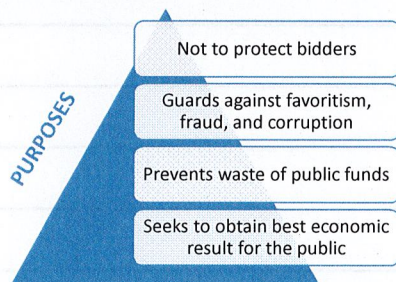 PURPOSES
Not to protect bidders
Guards against favoritism,
fraud, and corruption
Prevents waste of public funds
Seeks to obtain best economic
result for the public